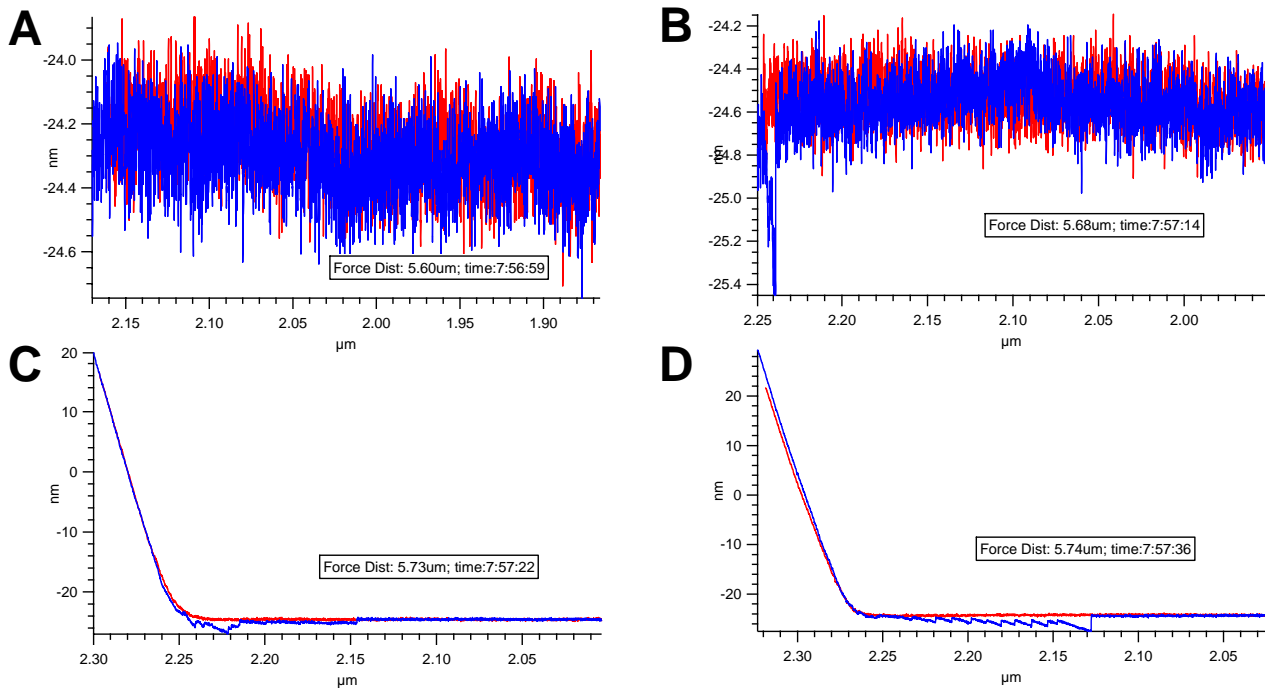 A
-24.0
-24.2
-24.4
-24.6
nm
2.15
2.10
2.05
2.00
1.95
1.90
µm
Force Dist: 5.60um; time:7:56:59
B
-24.2
-24.4
-24.6
-24.8
-25.0
-25.2
-25.4
nm
2.25
2.20
2.15
2.10
2.05
2.00
µm
Force Dist: 5.68um; time:7:57:14
C
20
10
0
-10
-20
nm
2.30
2.25
2.20
2.15
2.10
2.05
µm
Force Dist: 5.73um; time:7:57:22
D
20
0
-10
-20
nm
2.30
2.25
2.20
2.15
2.10
2.05
µm
Force Dist: 5.74um; time:7:57:36